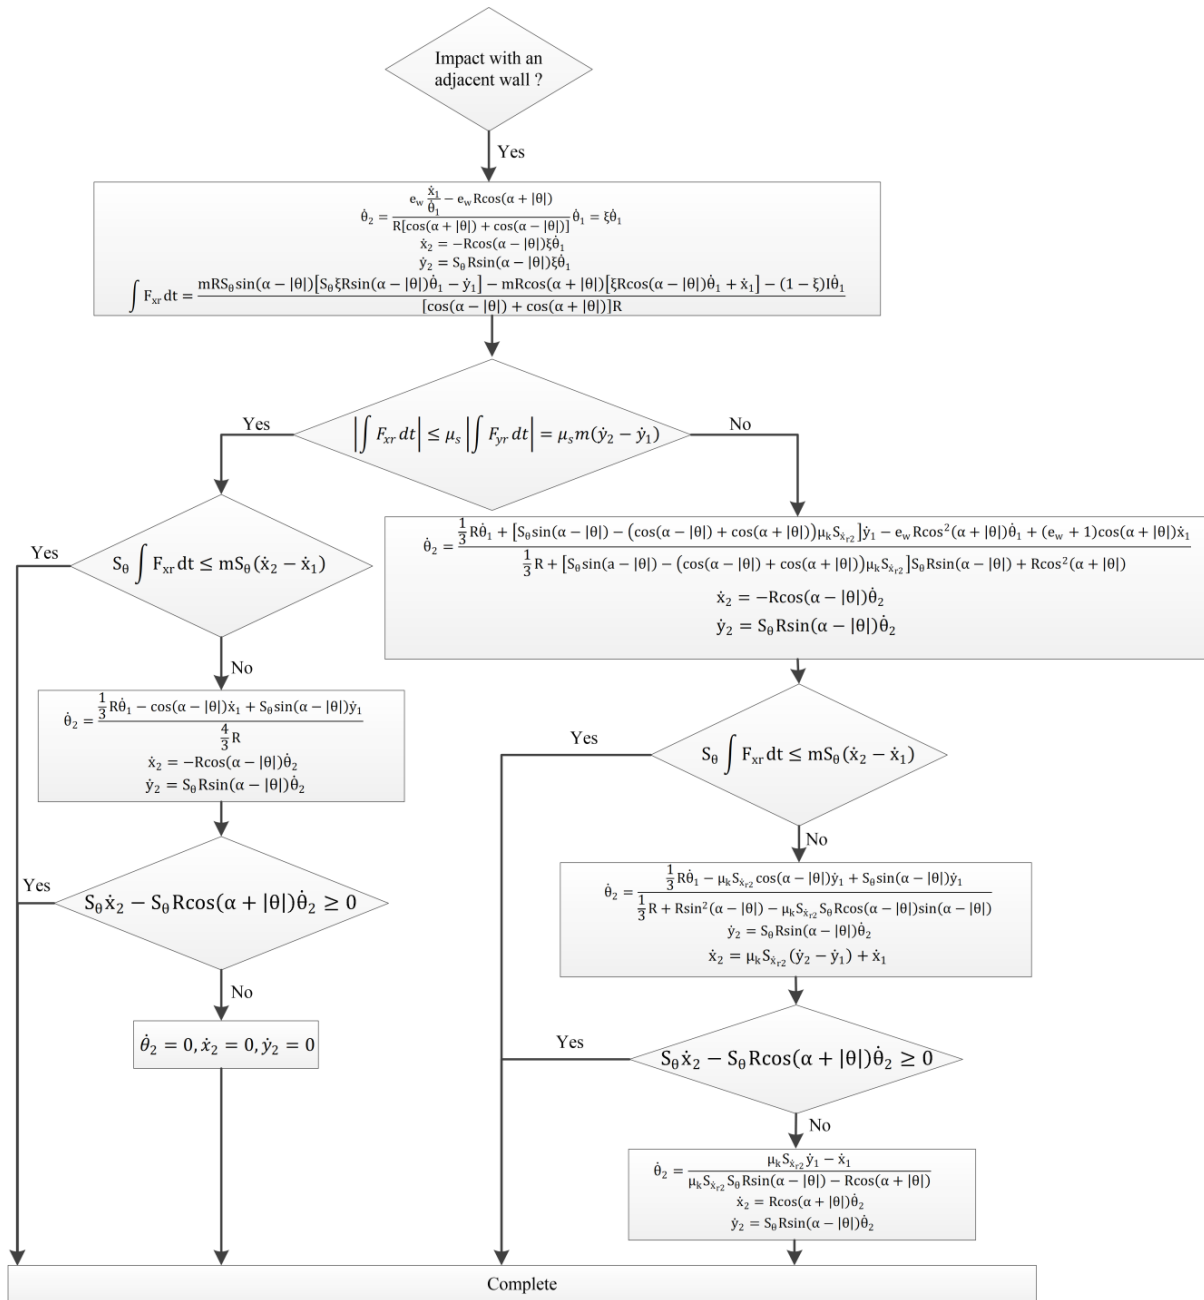 Impact with an
adjacent wall ?
Yes
θ̇₂ = (e_w ẋ₁/θ̇₁ − e_w Rcos(α + |θ|)) / (R[cos(α + |θ|) + cos(α − |θ|)]) θ̇₁ = ξθ̇₁
ẋ₂ = −Rcos(α − |θ|)ξθ̇₁
ẏ₂ = S_θ Rsin(α − |θ|)ξθ̇₁
∫ F_xr dt = (mRS_θ sin(α − |θ|)[S_θ ξRsin(α − |θ|)θ̇₁ − ẏ₁] − mRcos(α + |θ|)[ξRcos(α − |θ|)θ̇₁ + ẋ₁] − (1 − ξ)Iθ̇₁) / ([cos(α − |θ|) + cos(α + |θ|)]R)
Yes
|∫ F_xr dt| ≤ μ_s |∫ F_yr dt| = μ_s m(ẏ₂ − ẏ₁)
No
Yes
S_θ ∫ F_xr dt ≤ mS_θ(ẋ₂ − ẋ₁)
No
θ̇₂ = (1/3 Rθ̇₁ − cos(α − |θ|)ẋ₁ + S_θ sin(α − |θ|)ẏ₁) / (4/3 R)
ẋ₂ = −Rcos(α − |θ|)θ̇₂
ẏ₂ = S_θ Rsin(α − |θ|)θ̇₂
Yes
S_θ ẋ₂ − S_θ Rcos(α + |θ|)θ̇₂ ≥ 0
No
θ̇₂ = 0, ẋ₂ = 0, ẏ₂ = 0
θ̇₂ = (1/3 Rθ̇₁ + [S_θ sin(α − |θ|) − (cos(α − |θ|) + cos(α + |θ|))μ_k S_ẋr2]ẏ₁ − e_w Rcos²(α + |θ|)θ̇₁ + (e_w + 1)cos(α + |θ|)ẋ₁) / (1/3 R + [S_θ sin(a − |θ|) − (cos(α − |θ|) + cos(α + |θ|))μ_k S_ẋr2]S_θ Rsin(α − |θ|) + Rcos²(α + |θ|))
ẋ₂ = −Rcos(α − |θ|)θ̇₂
ẏ₂ = S_θ Rsin(α − |θ|)θ̇₂
Yes
S_θ ∫ F_xr dt ≤ mS_θ(ẋ₂ − ẋ₁)
No
θ̇₂ = (1/3 Rθ̇₁ − μ_k S_ẋr2 cos(α − |θ|)ẏ₁ + S_θ sin(α − |θ|)ẏ₁) / (1/3 R + Rsin²(α − |θ|) − μ_k S_ẋr2 S_θ Rcos(α − |θ|)sin(α − |θ|))
ẏ₂ = S_θ Rsin(α − |θ|)θ̇₂
ẋ₂ = μ_k S_ẋr2 (ẏ₂ − ẏ₁) + ẋ₁
Yes
S_θ ẋ₂ − S_θ Rcos(α + |θ|)θ̇₂ ≥ 0
No
θ̇₂ = (μ_k S_ẋr2 ẏ₁ − ẋ₁) / (μ_k S_ẋr2 S_θ Rsin(α − |θ|) − Rcos(α + |θ|))
ẋ₂ = Rcos(α + |θ|)θ̇₂
ẏ₂ = S_θ Rsin(α − |θ|)θ̇₂
Complete